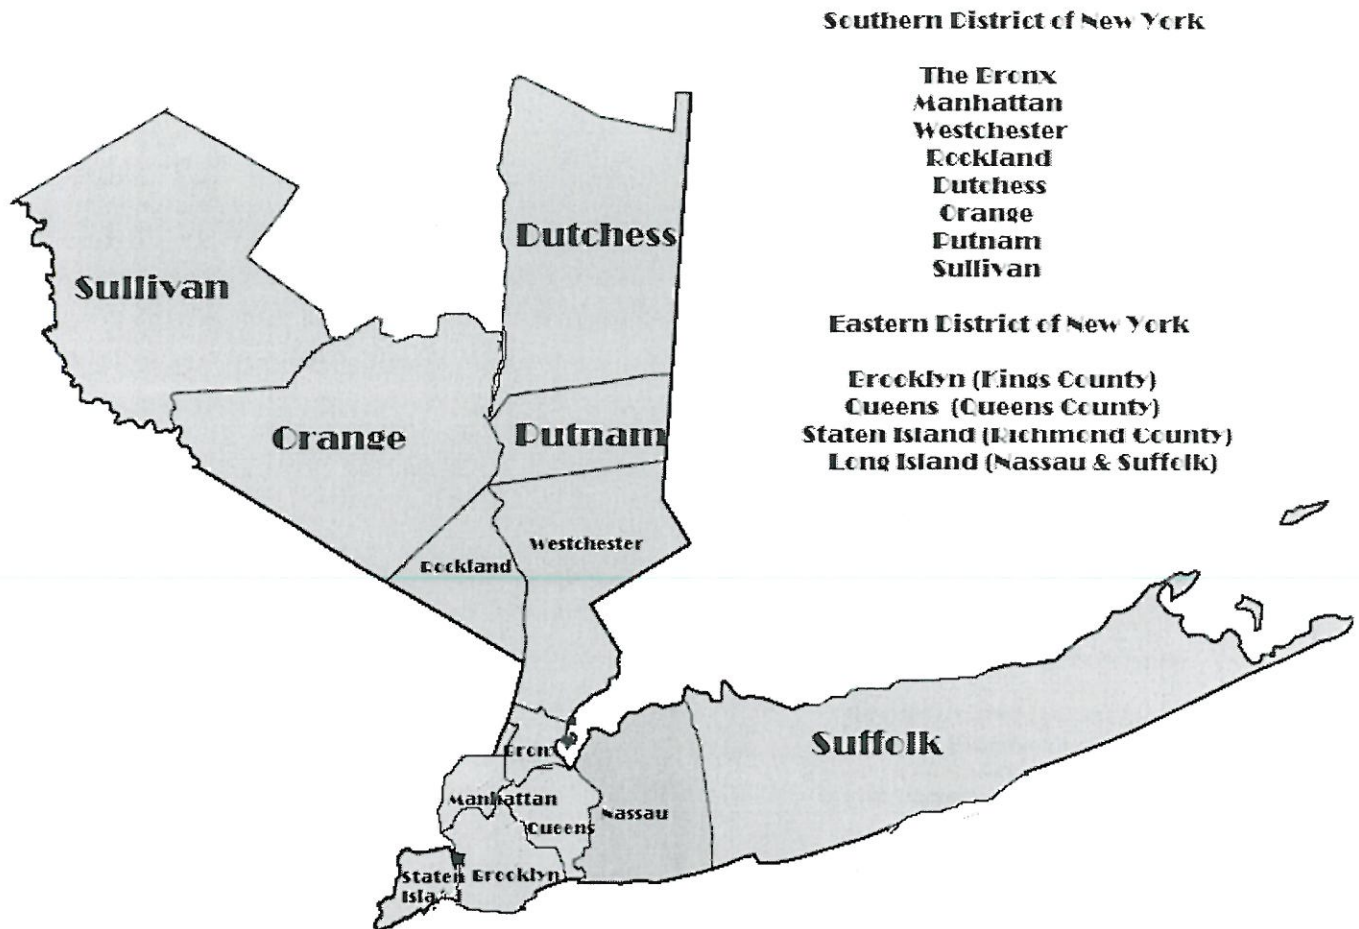 Southern District of New York
The Bronx
Manhattan
Westchester
Rockland
Dutchess
Orange
Putnam
Sullivan
Eastern District of New York
Brooklyn (Kings County)
Queens (Queens County)
Staten Island (Richmond County)
Long Island (Nassau & Suffolk)
Dutchess
Sullivan
Orange
Putnam
Westchester
Rockland
Bronx
Suffolk
Manhattan
Nassau
Queens
Staten
Island
Brooklyn